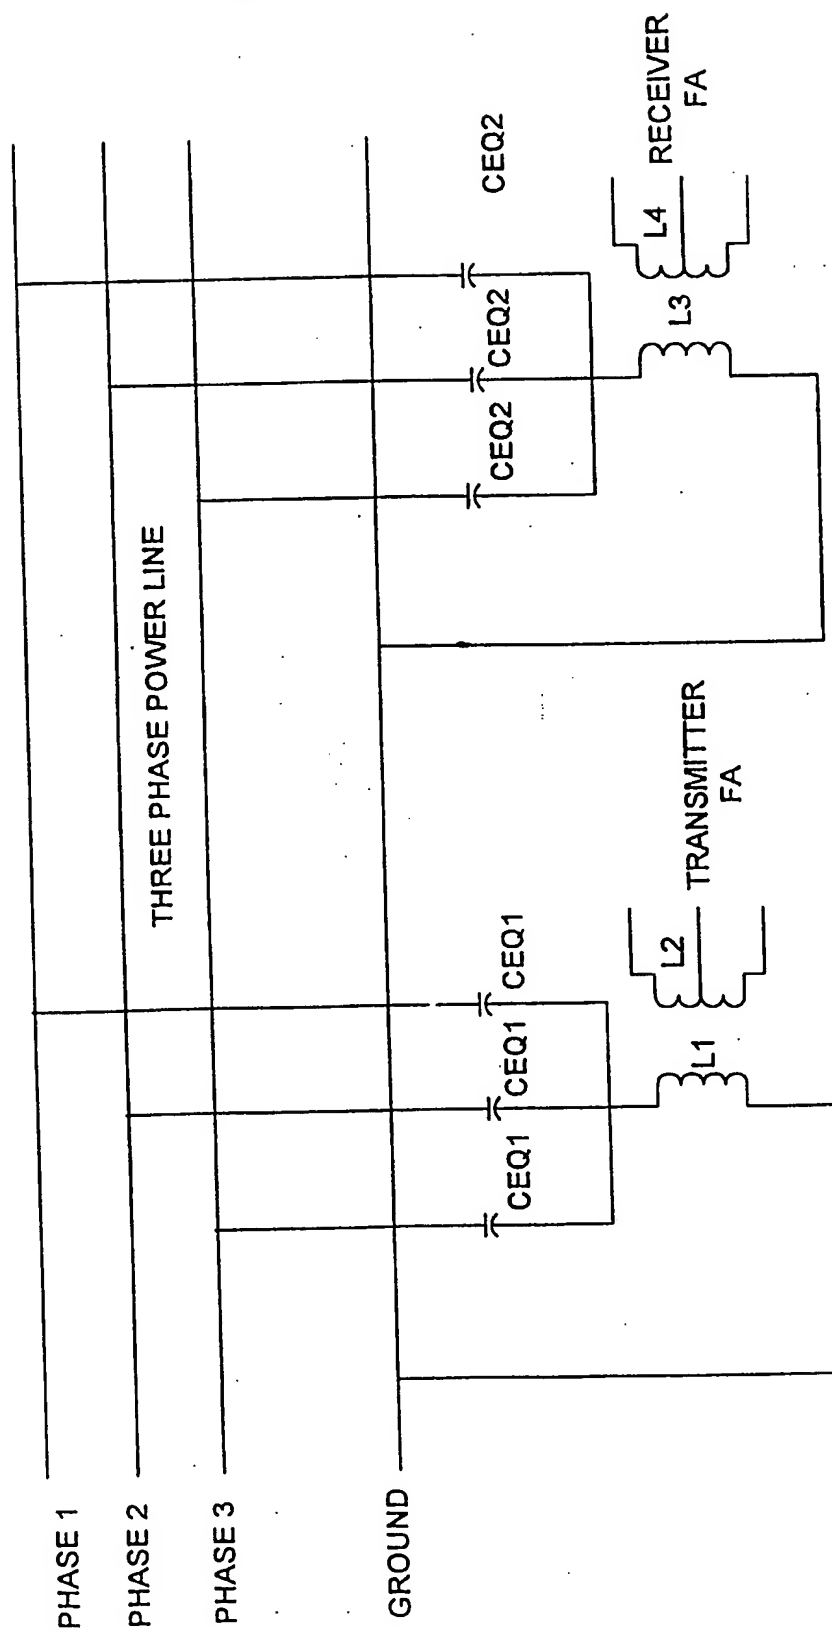 PHASE 1
PHASE 2
THREE PHASE POWER LINE
PHASE 3
GROUND
CEQ1
CEQ1
CEQ1
CEQ2
CEQ2
CEQ2
L1
L2
TRANSMITTER
FA
L3
L4
RECEIVER
FA